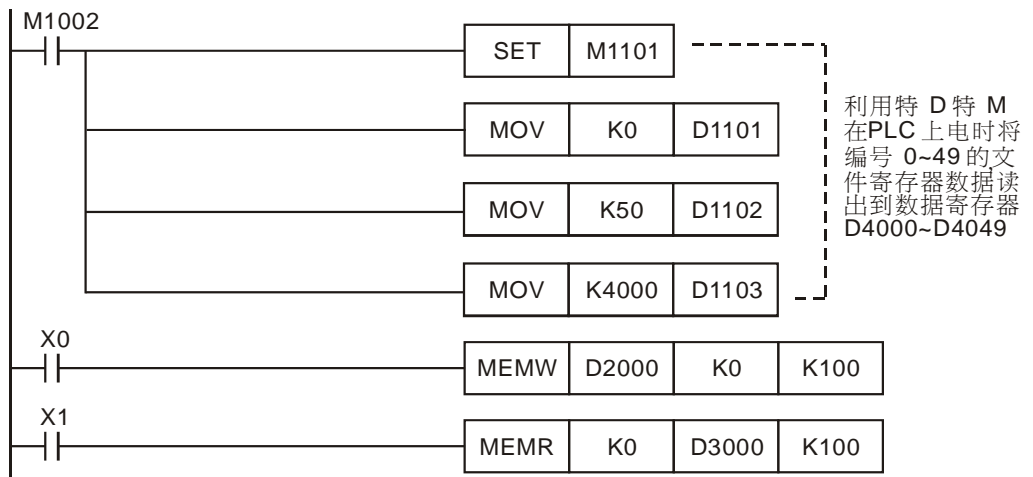 M1002
SET M1101
MOV K0 D1101
MOV K50 D1102
MOV K4000 D1103
利用特 D 特 M
在PLC 上电时将
编号 0~49 的文
件寄存器数据读
出到数据寄存器
D4000~D4049
X0
MEMW D2000 K0 K100
X1
MEMR K0 D3000 K100